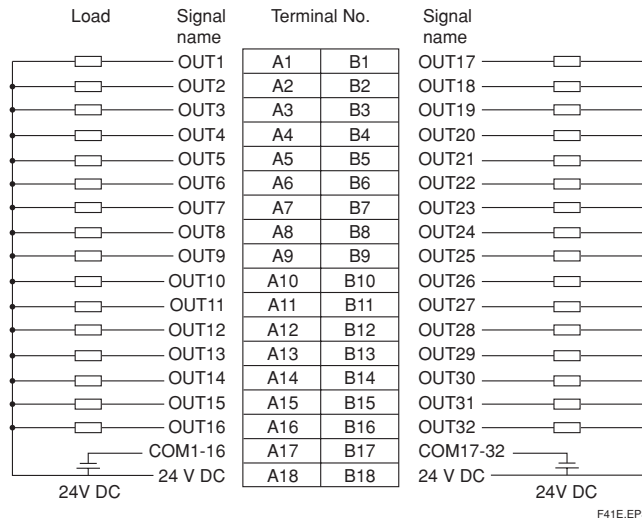 Load Signal name Terminal No. Signal name
OUT1 A1 B1 OUT17
OUT2 A2 B2 OUT18
OUT3 A3 B3 OUT19
OUT4 A4 B4 OUT20
OUT5 A5 B5 OUT21
OUT6 A6 B6 OUT22
OUT7 A7 B7 OUT23
OUT8 A8 B8 OUT24
OUT9 A9 B9 OUT25
OUT10 A10 B10 OUT26
OUT11 A11 B11 OUT27
OUT12 A12 B12 OUT28
OUT13 A13 B13 OUT29
OUT14 A14 B14 OUT30
OUT15 A15 B15 OUT31
OUT16 A16 B16 OUT32
COM1-16 A17 B17 COM17-32
24 V DC A18 B18 24 V DC
24V DC 24V DC
F41E.EP